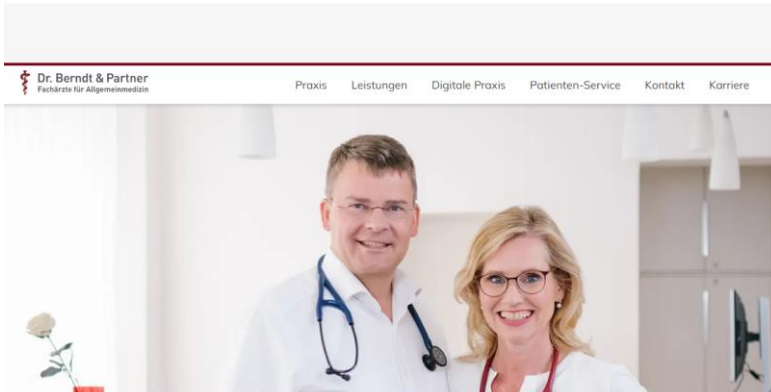 Dr. Berndt & Partner
Fachärzte für Allgemeinmedizin
Praxis Leistungen Digitale Praxis Patienten-Service Kontakt Karriere